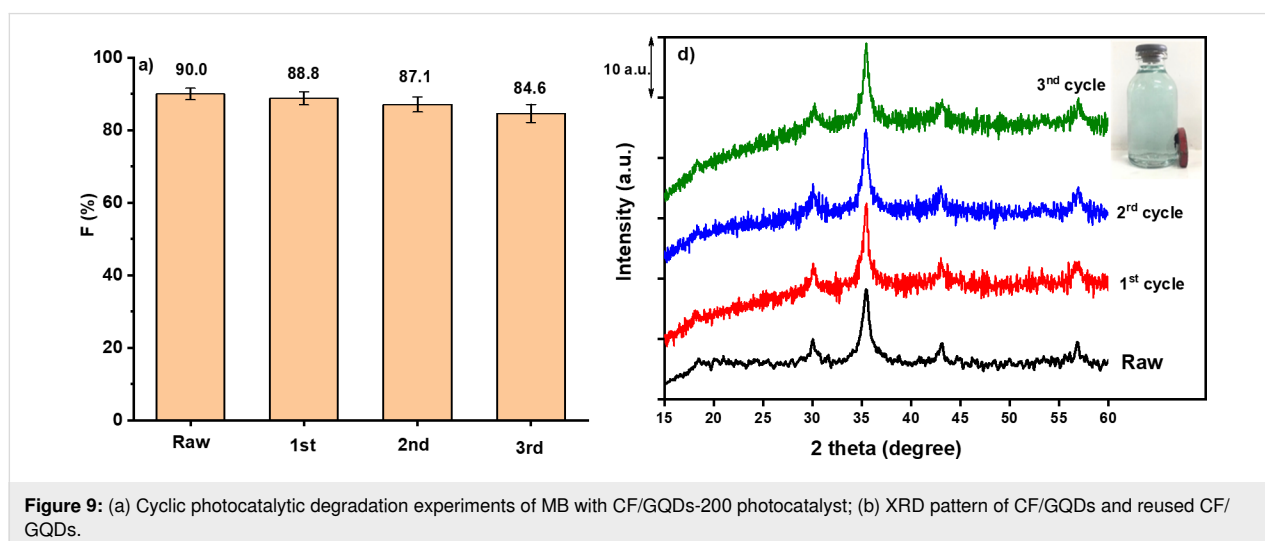 a)
100
80
60
40
20
0
F (%)
90.0
88.8
87.1
84.6
Raw
1st
2nd
3rd
d)
10 a.u.
Intensity (a.u.)
3nd cycle
2rd cycle
1st cycle
Raw
15 20 25 30 35 40 45 50 55 60
2 theta (degree)
Figure 9: (a) Cyclic photocatalytic degradation experiments of MB with CF/GQDs-200 photocatalyst; (b) XRD pattern of CF/GQDs and reused CF/
GQDs.